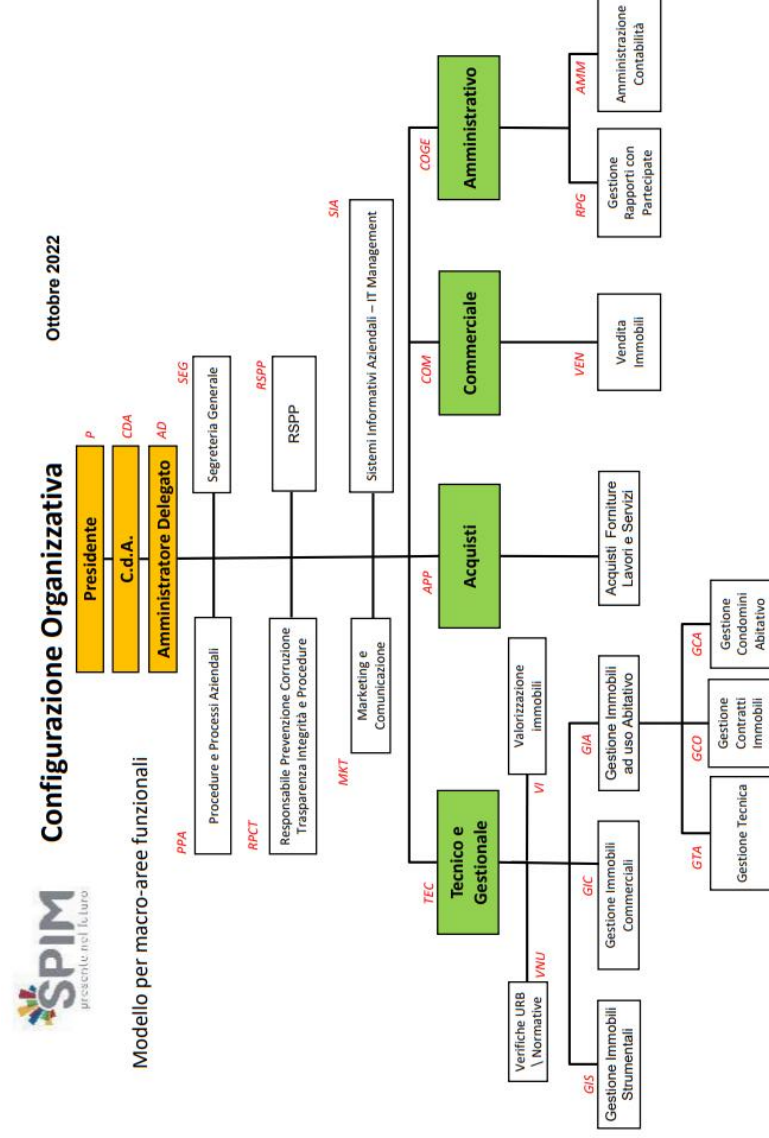 SPIM
presente nel futuro
Configurazione Organizzativa
Ottobre 2022
Modello per macro-aree funzionali
Presidente
P
C.d.A.
CDA
Amministratore Delegato
AD
PPA
Procedure e Processi Aziendali
SEG
Segreteria Generale
RPCT
Responsabile Prevenzione Corruzione
Trasparenza Integrità e Procedure
RSPP
RSPP
MKT
Marketing e
Comunicazione
SIA
Sistemi Informativi Aziendali – IT Management
TEC
Tecnico e
Gestionale
APP
Acquisti
COM
Commerciale
COGE
Amministrativo
Verifiche URB
\ Normative
VNU
Valorizzazione
immobili
VI
GIS
Gestione Immobili
Strumentali
GIC
Gestione Immobili
Commerciali
GIA
Gestione Immobili
ad uso Abitativo
Acquisti Forniture
Lavori e Servizi
VEN
Vendita
Immobili
RPG
Gestione
Rapporti con
Partecipate
AMM
Amministrazione
Contabilità
GTA
Gestione Tecnica
GCO
Gestione
Contratti
Immobili
GCA
Gestione
Condomini
Abitativo